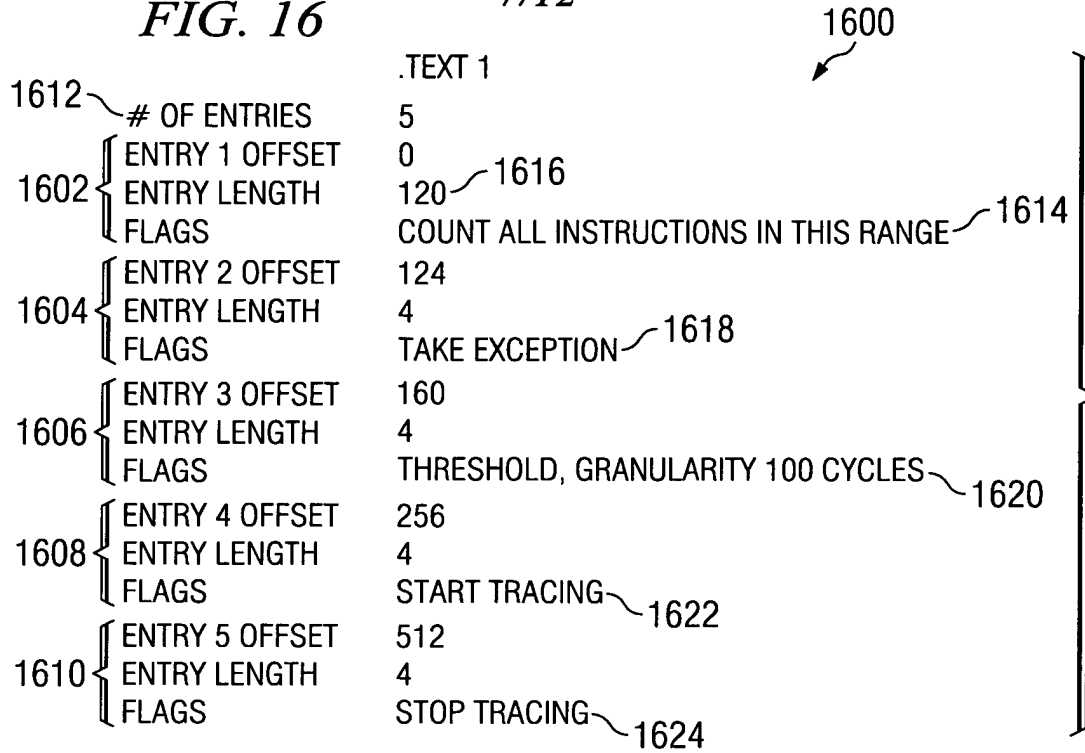 FIG. 16
1600
.TEXT 1
1612 # OF ENTRIES 5
ENTRY 1 OFFSET 0
1602 ENTRY LENGTH 120 1616
FLAGS COUNT ALL INSTRUCTIONS IN THIS RANGE 1614
ENTRY 2 OFFSET 124
1604 ENTRY LENGTH 4
FLAGS TAKE EXCEPTION 1618
ENTRY 3 OFFSET 160
1606 ENTRY LENGTH 4
FLAGS THRESHOLD, GRANULARITY 100 CYCLES 1620
ENTRY 4 OFFSET 256
1608 ENTRY LENGTH 4
FLAGS START TRACING 1622
ENTRY 5 OFFSET 512
1610 ENTRY LENGTH 4
FLAGS STOP TRACING 1624